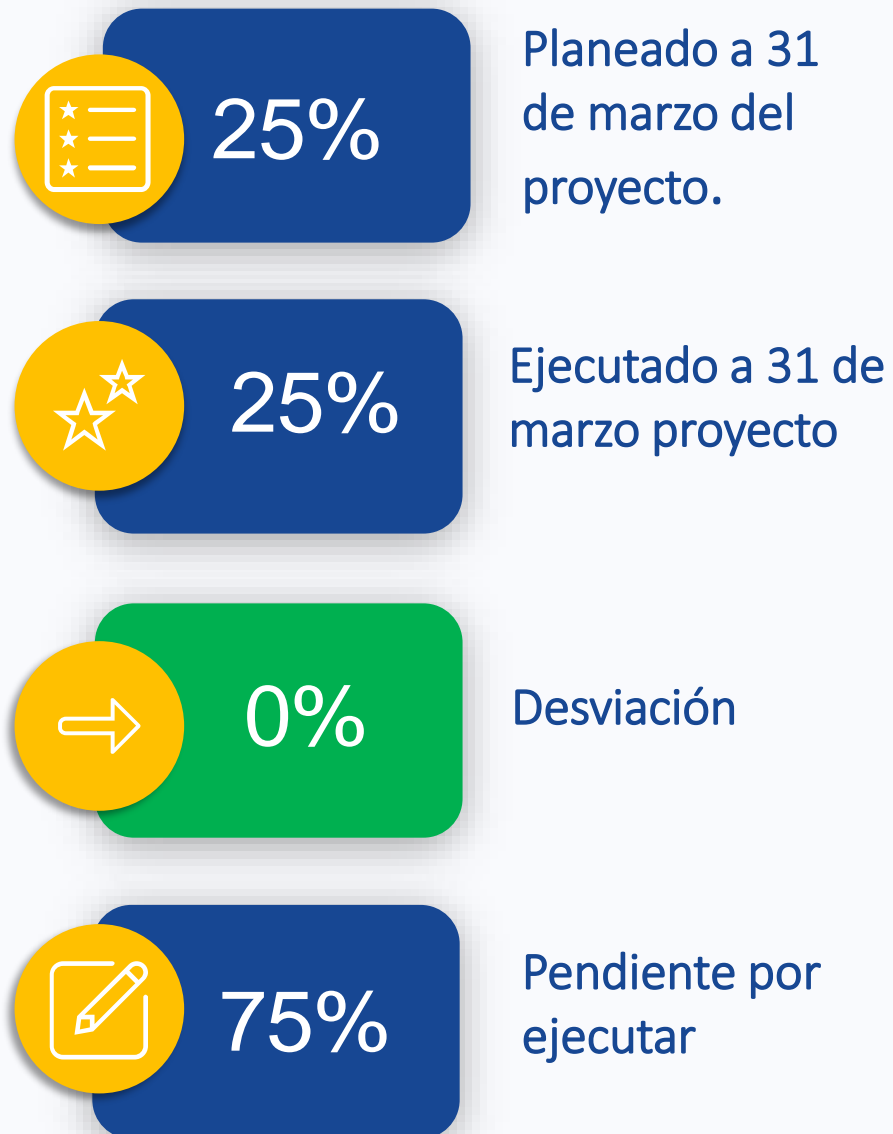 25%
Planeado a 31
de marzo del
proyecto.
25%
Ejecutado a 31 de
marzo proyecto
0%
Desviación
75%
Pendiente por
ejecutar